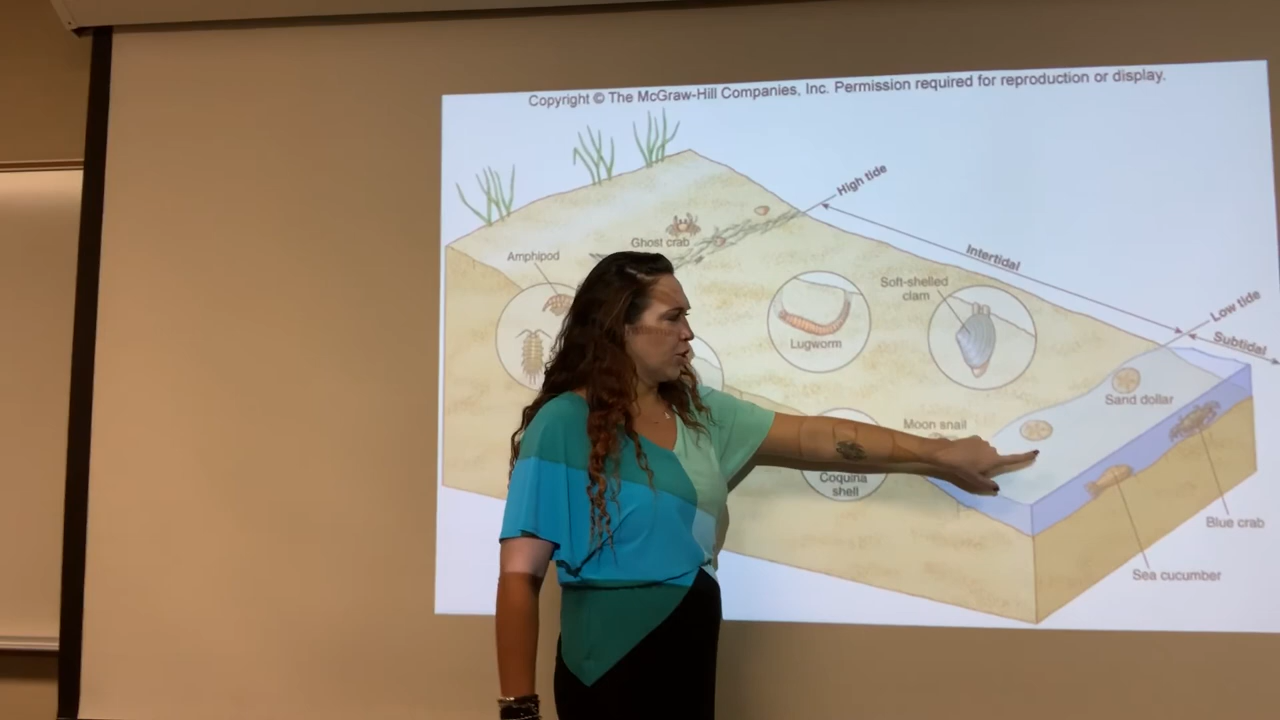 Copyright © The McGraw-Hill Companies, Inc. Permission required for reproduction or display.
High tide
Ghost crab
Intertidal
Amphipod
Soft-shelled
clam
Low tide
Subtidal
Lugworm
Sand dollar
Moon snail
Coquina
shell
Blue crab
Sea cucumber